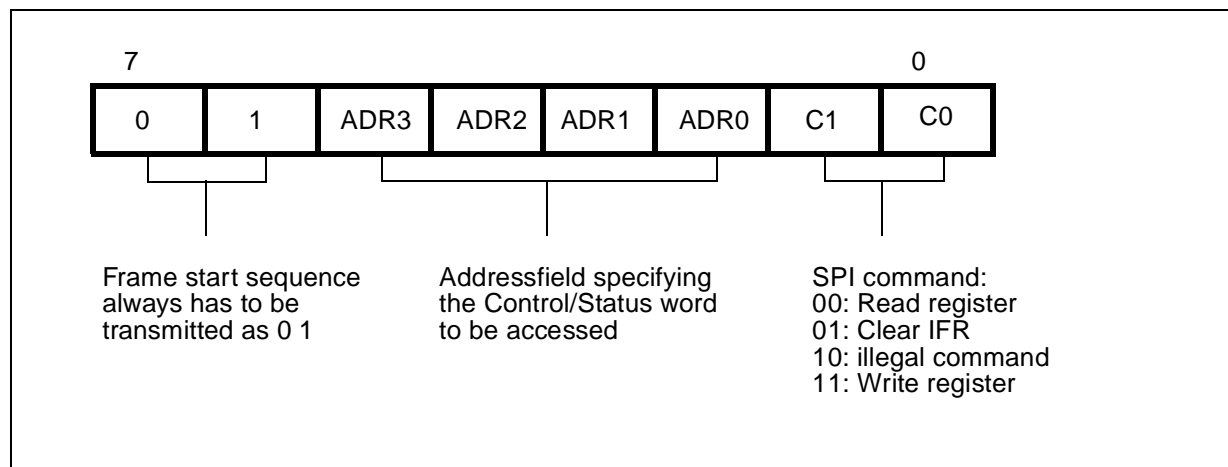 7 0
0 1 ADR3 ADR2 ADR1 ADR0 C1 C0
Frame start sequence
always has to be
transmitted as 0 1
Addressfield specifying
the Control/Status word
to be accessed
SPI command:
00: Read register
01: Clear IFR
10: illegal command
11: Write register